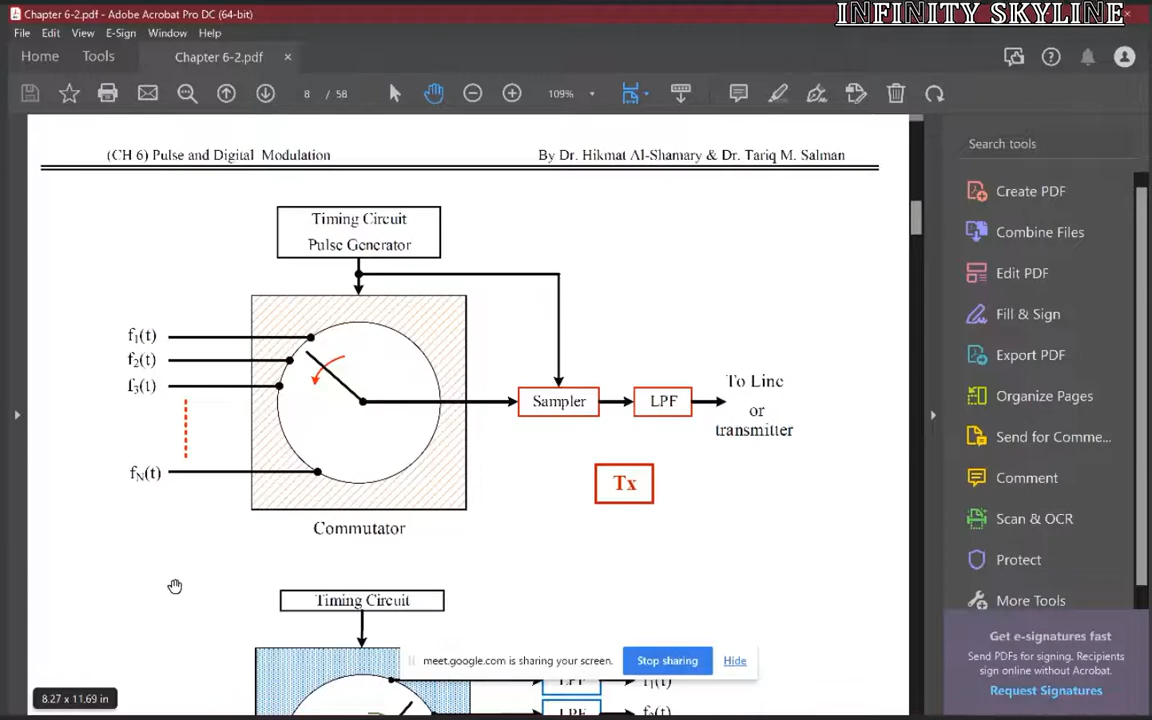 Chapter 6-2.pdf - Adobe Acrobat Pro DC (64-bit)
INFINITY SKYLINE
File Edit View E-Sign Window Help
Home Tools Chapter 6-2.pdf ×
8 / 58 109%
(CH 6) Pulse and Digital Modulation By Dr. Hikmat Al-Shamary & Dr. Tariq M. Salman
Timing Circuit
Pulse Generator
f1(t)
f2(t)
f3(t)
fN(t)
Sampler
LPF
To Line
or
transmitter
Tx
Commutator
Timing Circuit
LPF f1(t)
LPF f2(t)
meet.google.com is sharing your screen. Stop sharing Hide
8.27 x 11.69 in
Search tools
Create PDF
Combine Files
Edit PDF
Fill & Sign
Export PDF
Organize Pages
Send for Comme...
Comment
Scan & OCR
Protect
More Tools
Get e-signatures fast
Send PDFs for signing. Recipients
sign online without Acrobat.
Request Signatures